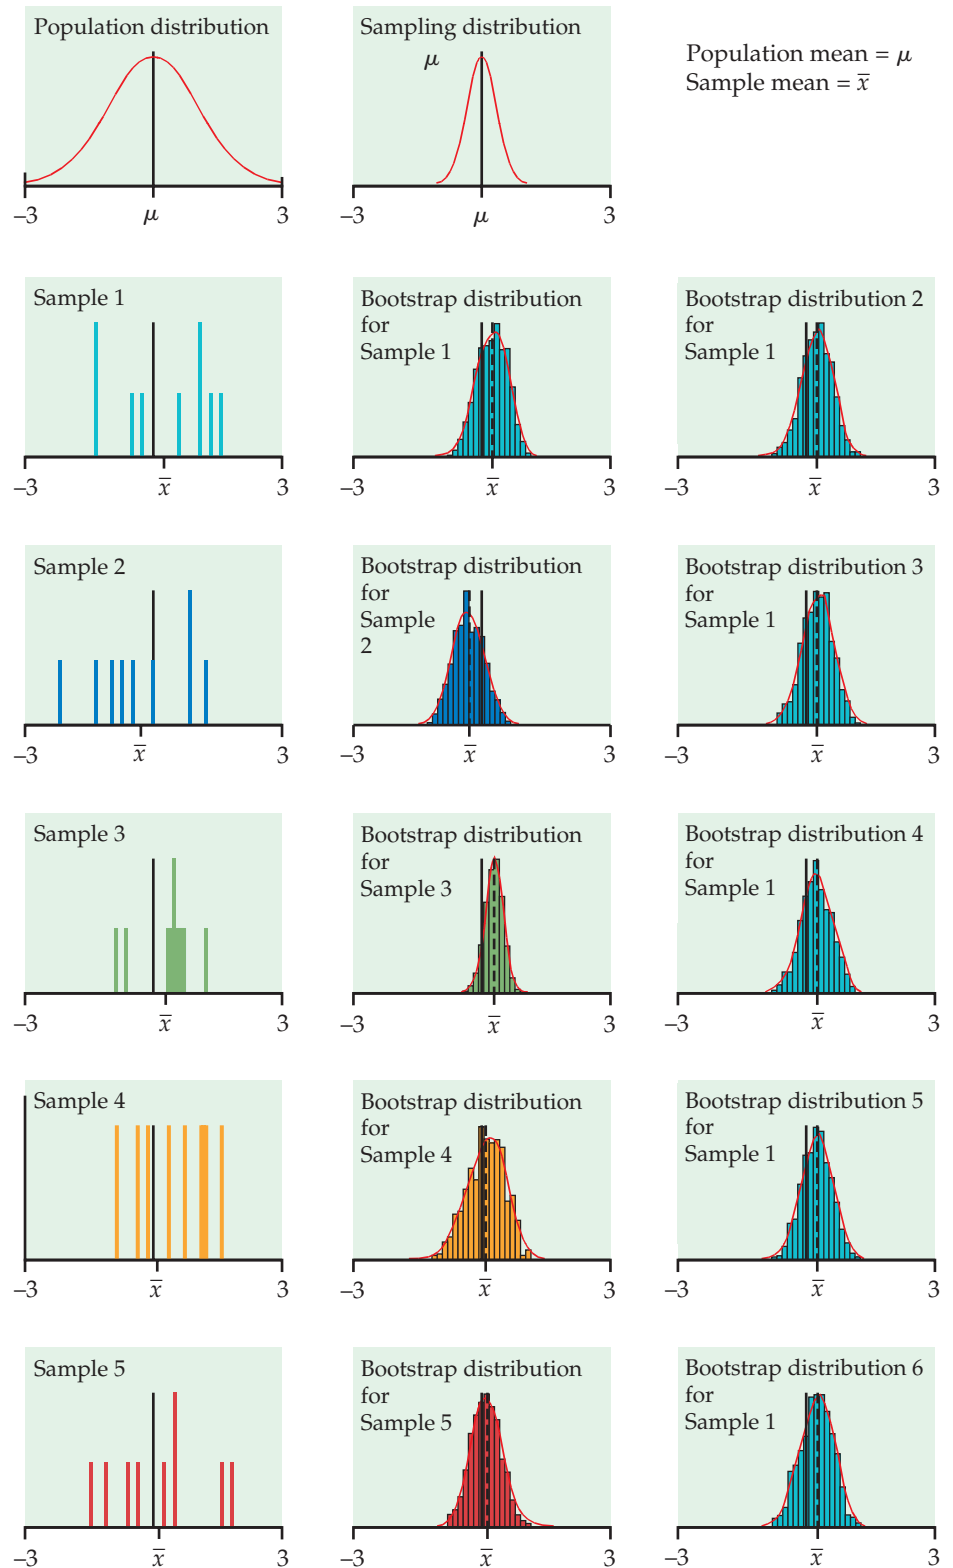 Population distribution
–3
μ
3
Sampling distribution
μ
–3
μ
3
Population mean = μ
Sample mean = x̅
Sample 1
–3
x̅
3
Bootstrap distribution
for
Sample 1
–3
x̅
3
Bootstrap distribution 2
for
Sample 1
–3
x̅
3
Sample 2
–3
x̅
3
Bootstrap distribution
for
Sample
2
–3
x̅
3
Bootstrap distribution 3
for
Sample 1
–3
x̅
3
Sample 3
–3
x̅
3
Bootstrap distribution
for
Sample 3
–3
x̅
3
Bootstrap distribution 4
for
Sample 1
–3
x̅
3
Sample 4
–3
x̅
3
Bootstrap distribution
for
Sample 4
–3
x̅
3
Bootstrap distribution 5
for
Sample 1
–3
x̅
3
Sample 5
–3
x̅
3
Bootstrap distribution
for
Sample 5
–3
x̅
3
Bootstrap distribution 6
for
Sample 1
–3
x̅
3